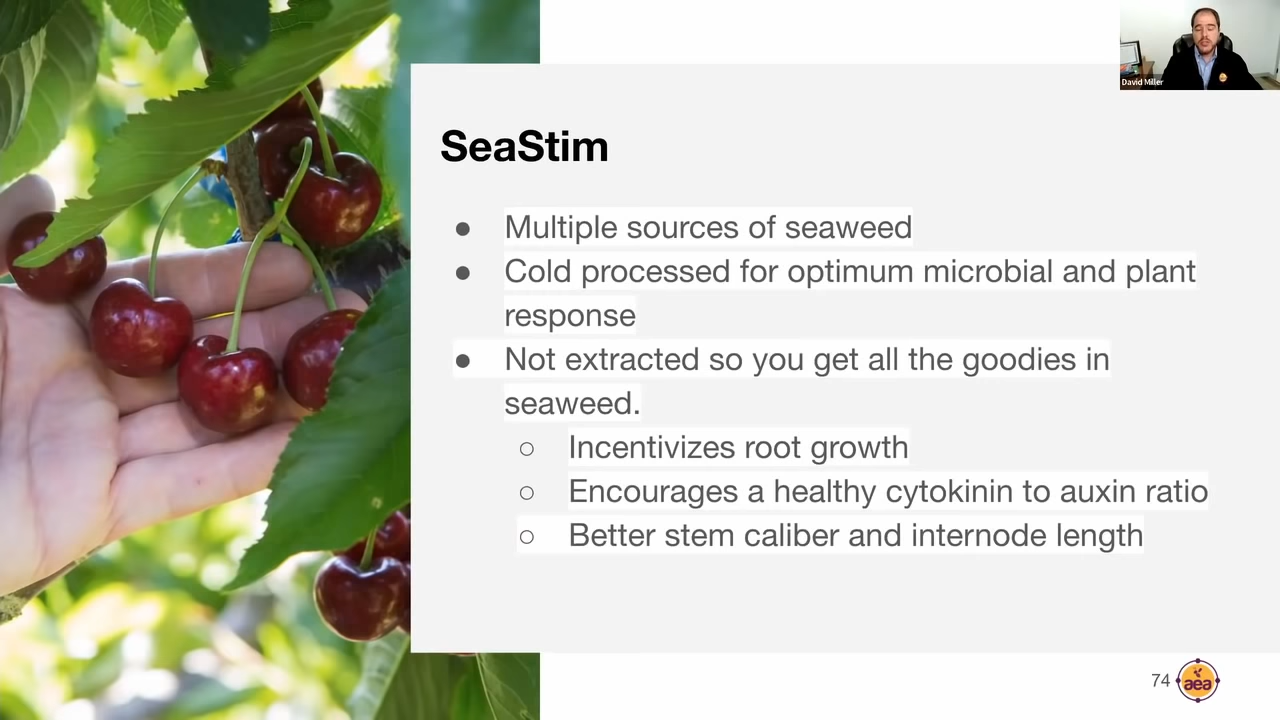 David Miller
SeaStim
● Multiple sources of seaweed
● Cold processed for optimum microbial and plant
response
● Not extracted so you get all the goodies in
seaweed.
○ Incentivizes root growth
○ Encourages a healthy cytokinin to auxin ratio
○ Better stem caliber and internode length
74
aea